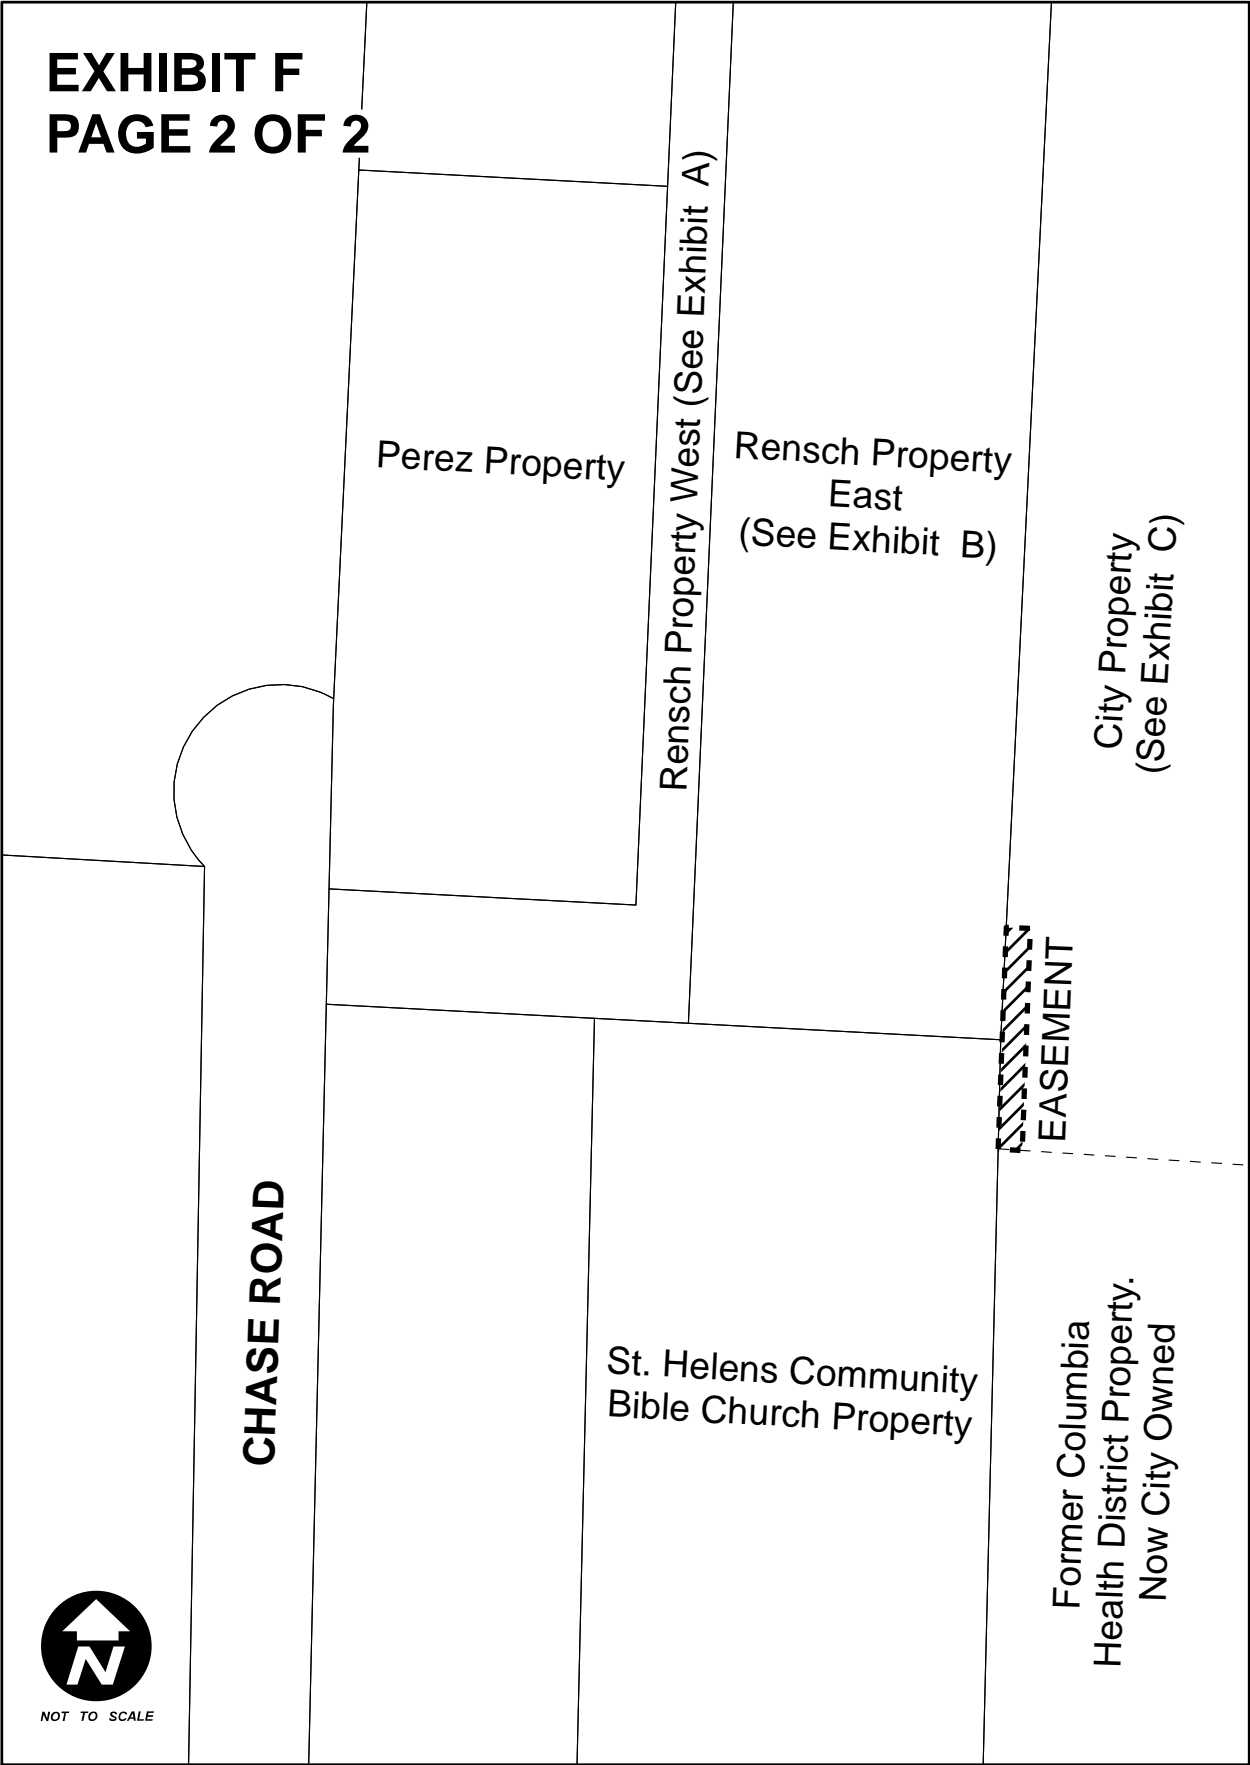 EXHIBIT F
PAGE 2 OF 2
Perez Property
Rensch Property West (See Exhibit A)
Rensch Property
East
(See Exhibit B)
City Property
(See Exhibit C)
EASEMENT
CHASE ROAD
St. Helens Community
Bible Church Property
Former Columbia
Health District Property.
Now City Owned
N
NOT TO SCALE